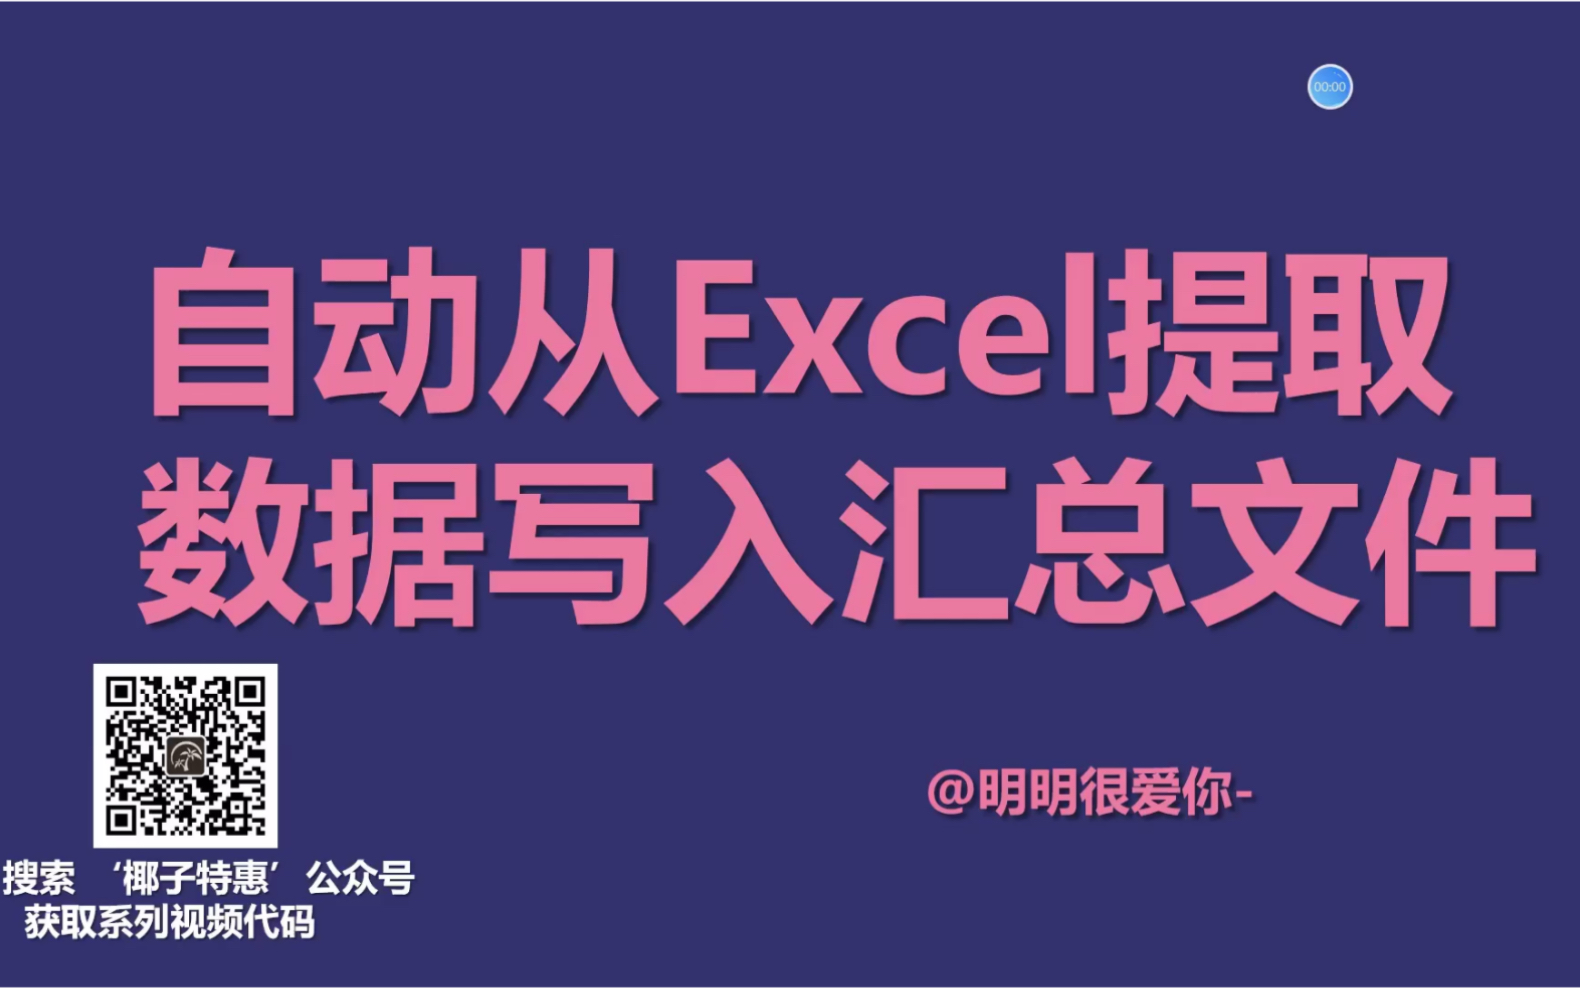 00:00
自动从Excel提取
数据写入汇总文件
@明明很爱你-
搜索 ‘椰子特惠’ 公众号
获取系列视频代码